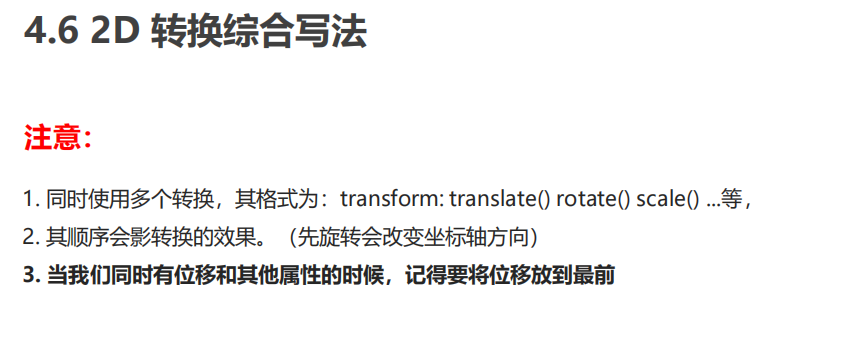 4.6 2D 转换综合写法
注意：
1. 同时使用多个转换，其格式为：transform: translate() rotate() scale() ...等，
2. 其顺序会影转换的效果。（先旋转会改变坐标轴方向）
3. 当我们同时有位移和其他属性的时候，记得要将位移放到最前